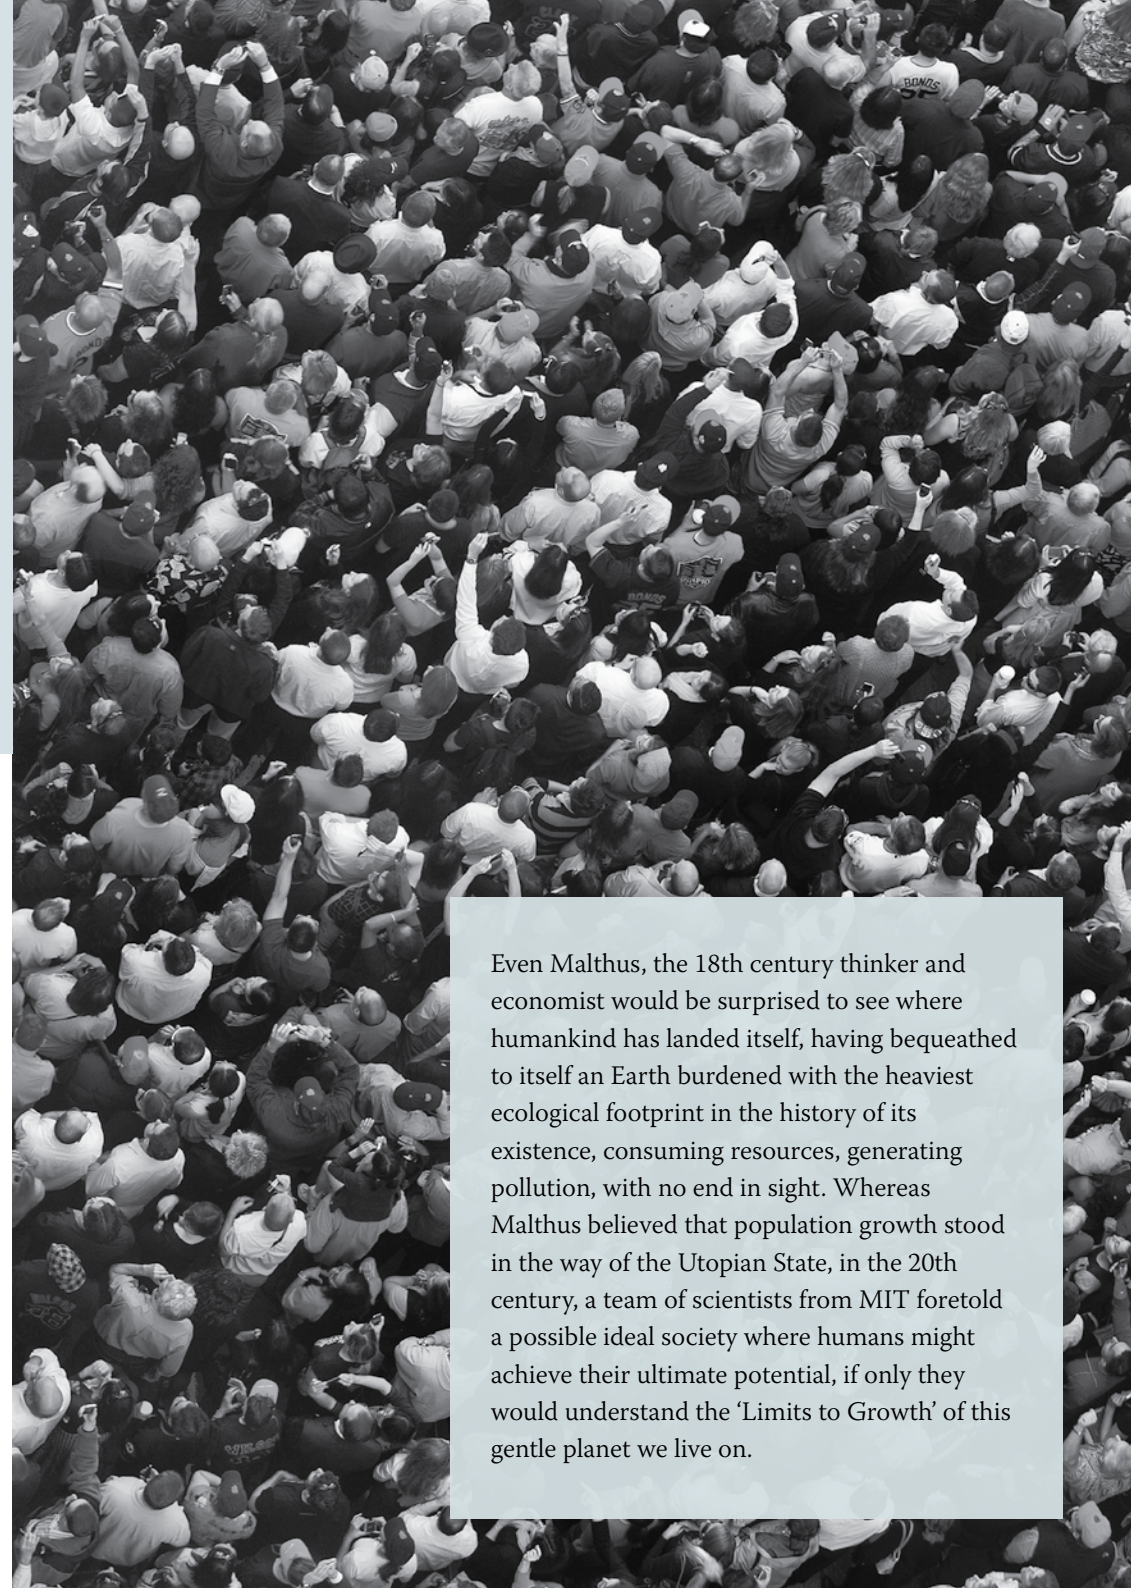 BONDS
25
BONDS
BONDS
Even Malthus, the 18th century thinker and
economist would be surprised to see where
humankind has landed itself, having bequeathed
to itself an Earth burdened with the heaviest
ecological footprint in the history of its
existence, consuming resources, generating
pollution, with no end in sight. Whereas
Malthus believed that population growth stood
in the way of the Utopian State, in the 20th
century, a team of scientists from MIT foretold
a possible ideal society where humans might
achieve their ultimate potential, if only they
would understand the ‘Limits to Growth’ of this
gentle planet we live on.